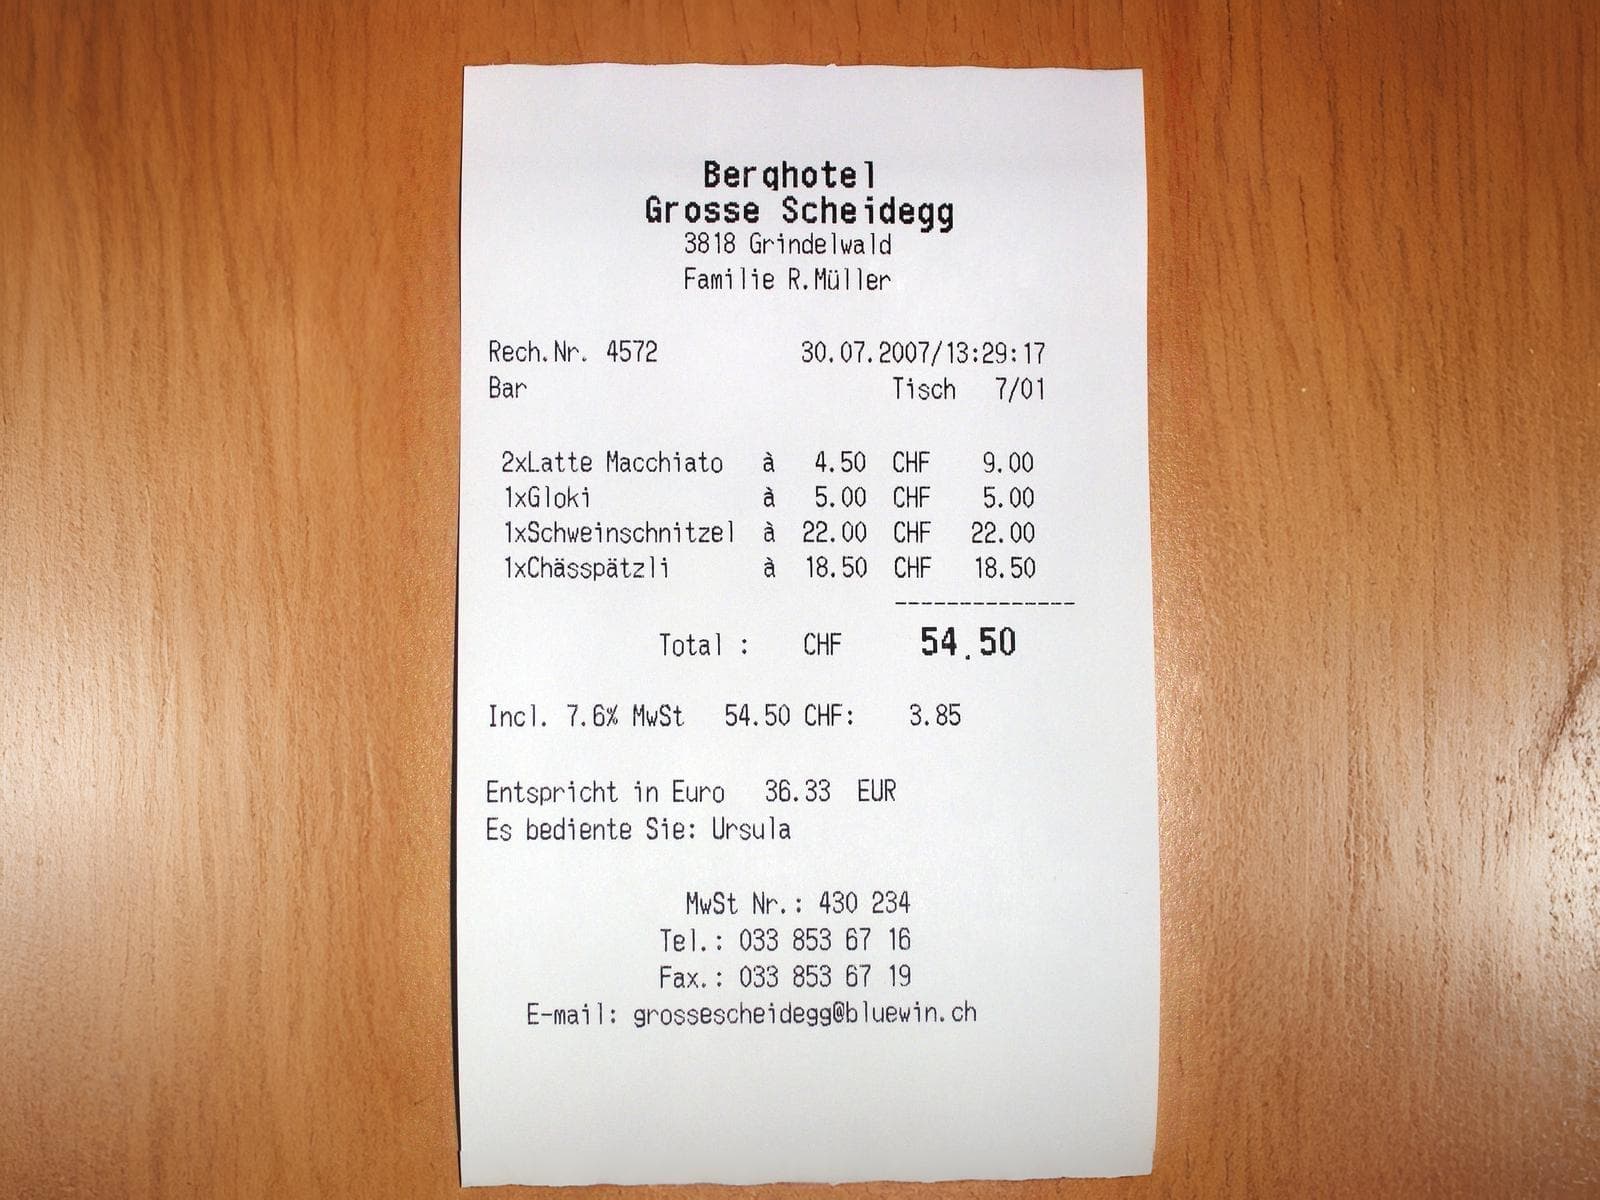 Berghotel
Grosse Scheidegg
3818 Grindelwald
Familie R.Müller
Rech.Nr. 4572 30.07.2007/13:29:17
Bar Tisch 7/01
2xLatte Macchiato à 4.50 CHF 9.00
1xGloki à 5.00 CHF 5.00
1xSchweinschnitzel à 22.00 CHF 22.00
1xChässpätzli à 18.50 CHF 18.50
--------------
Total : CHF 54.50
Incl. 7.6% MwSt 54.50 CHF: 3.85
Entspricht in Euro 36.33 EUR
Es bediente Sie: Ursula
MwSt Nr.: 430 234
Tel.: 033 853 67 16
Fax.: 033 853 67 19
E-mail: grossescheidegg@bluewin.ch